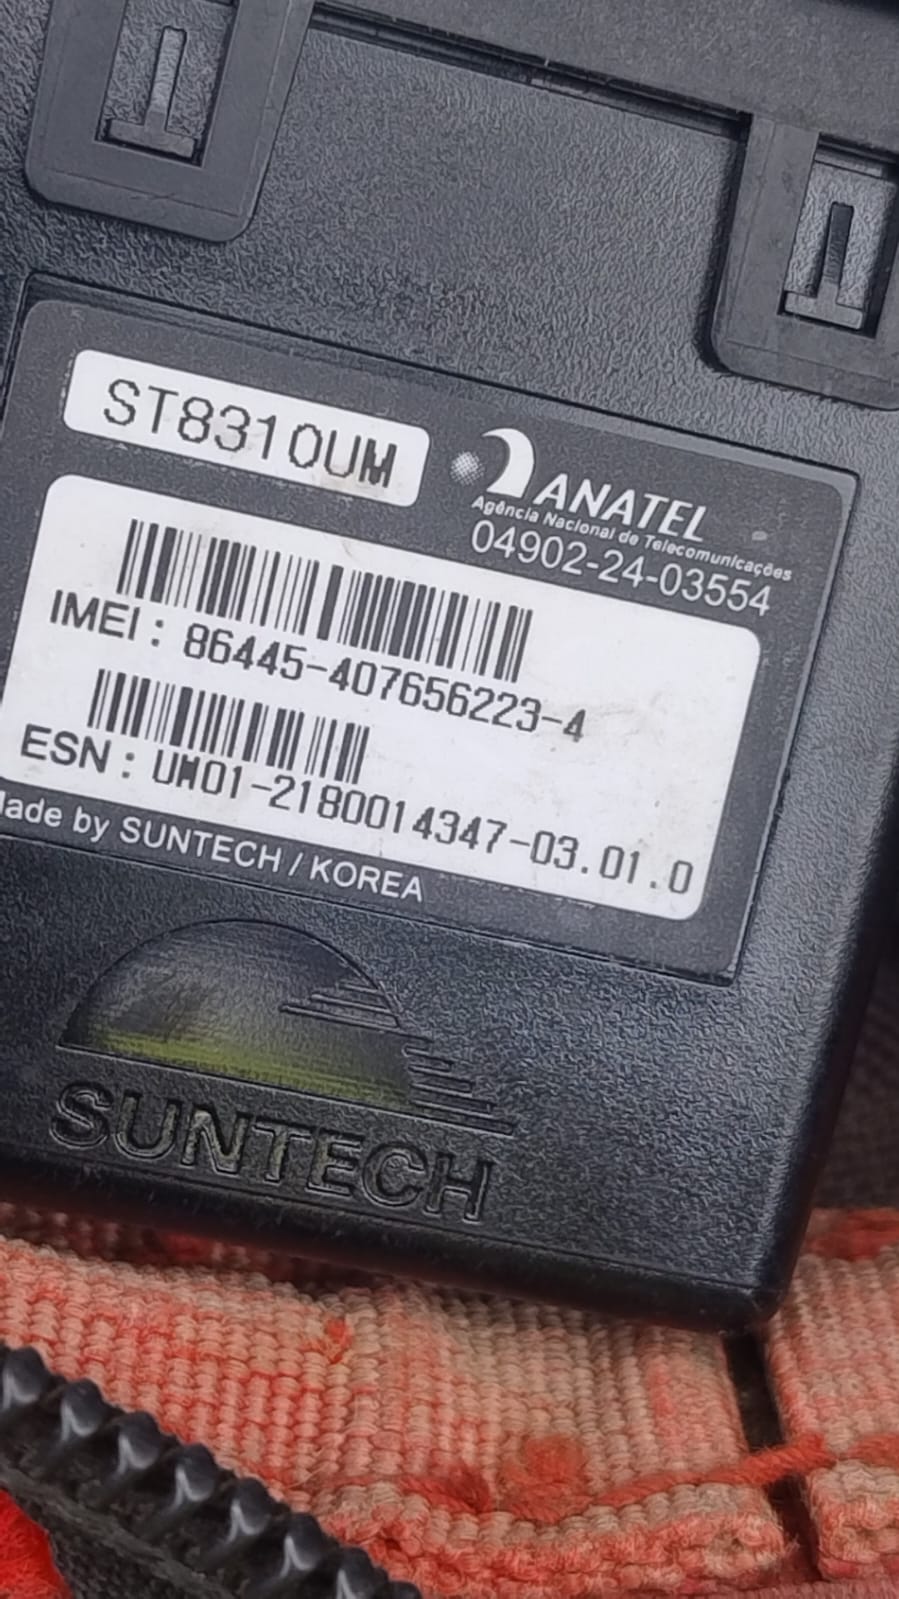 ST8310UM
ANATEL
Agência Nacional de Telecomunicações
04902-24-03554
IMEI : 86445-407656223-4
ESN : UM01-2180014347-03.01.0
Made by SUNTECH / KOREA
SUNTECH